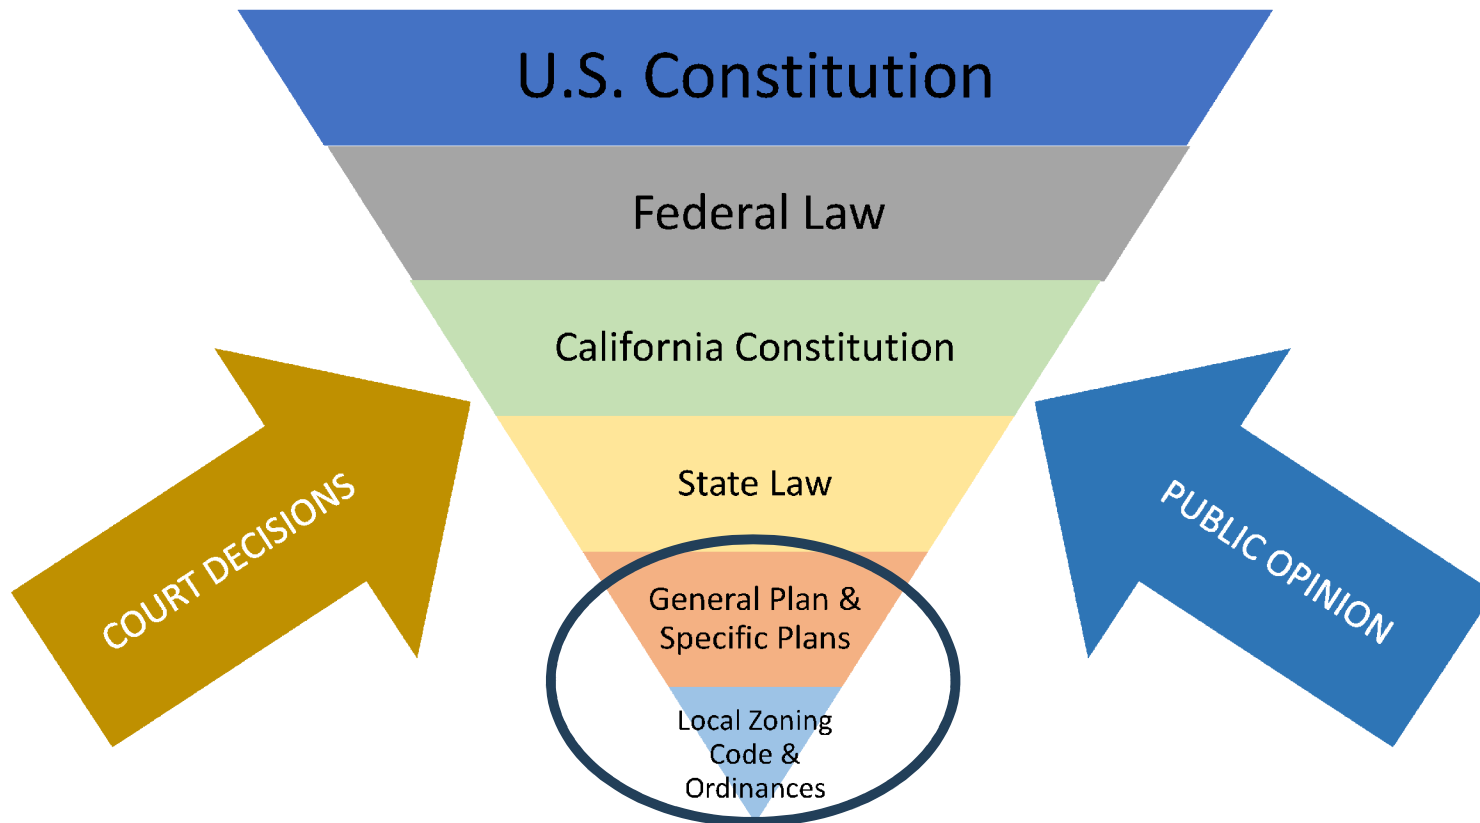 U.S. Constitution
Federal Law
California Constitution
State Law
General Plan &
Specific Plans
Local Zoning
Code &
Ordinances
COURT DECISIONS
PUBLIC OPINION